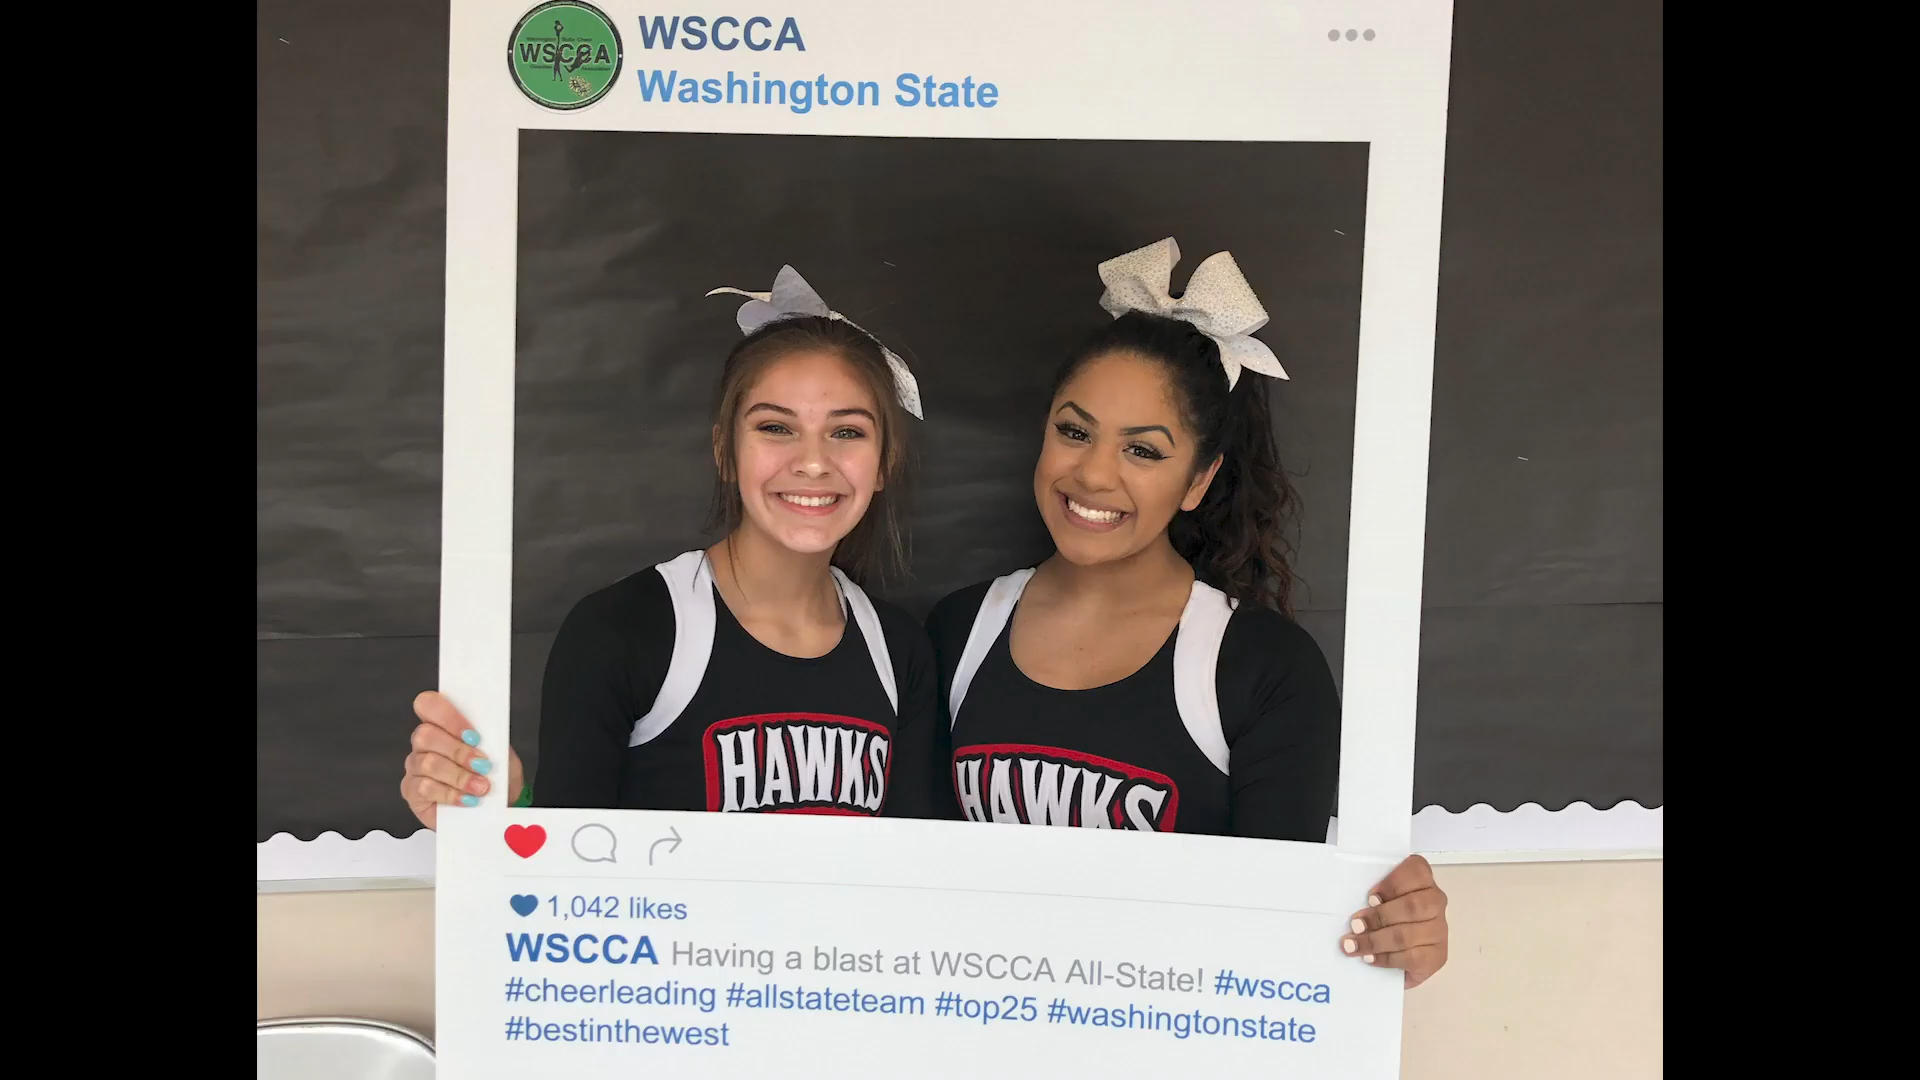 WSCCA
WSCCA
Washington State
HAWKS
HAWKS
1,042 likes
WSCCA Having a blast at WSCCA All-State! #wscca
#cheerleading #allstateteam #top25 #washingtonstate
#bestinthewest